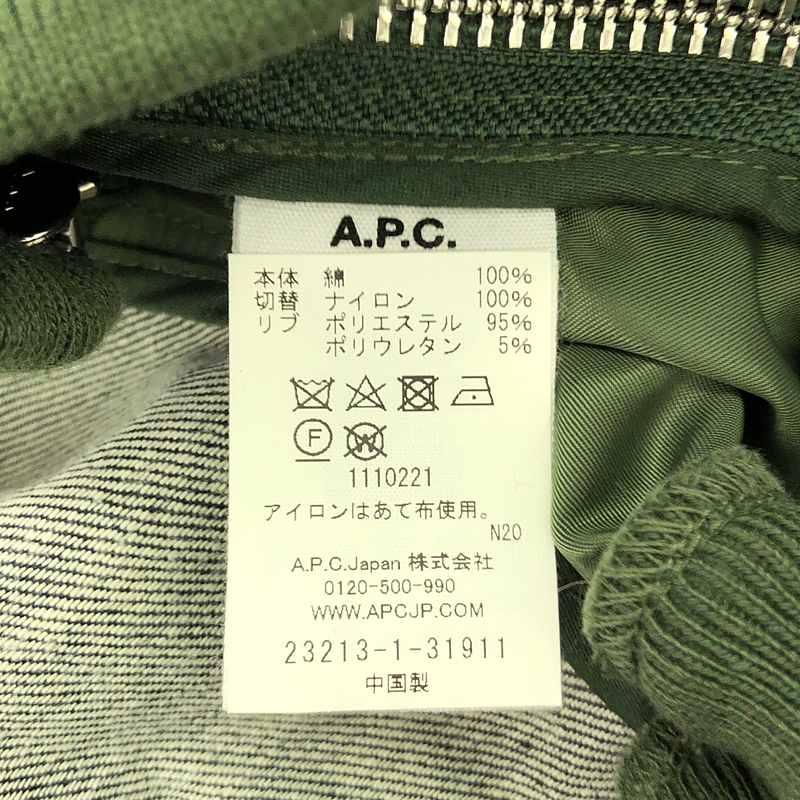 A.P.C.
本体 綿 100%
切替 ナイロン 100%
リブ ポリエステル 95%
ポリウレタン 5%
F W
1110221
アイロンはあて布使用。
N20
A.P.C.Japan 株式会社
0120-500-990
WWW.APCJP.COM
23213-1-31911
中国製